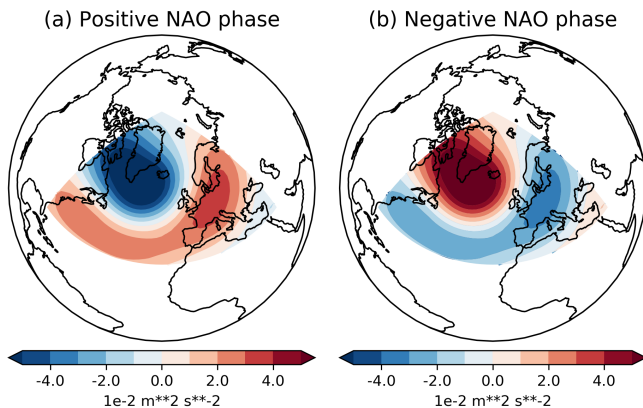 (a) Positive NAO phase
(b) Negative NAO phase
-4.0 -2.0 0.0 2.0 4.0
1e-2 m**2 s**-2
-4.0 -2.0 0.0 2.0 4.0
1e-2 m**2 s**-2